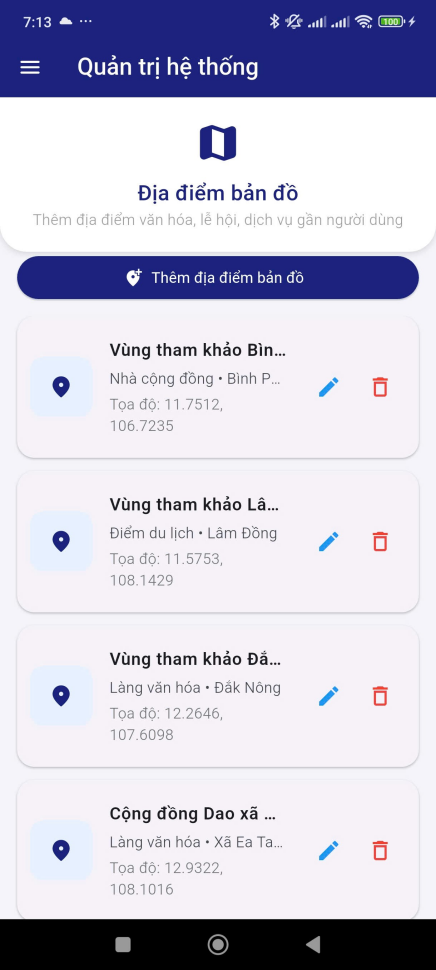 7:13
100
Quản trị hệ thống
Địa điểm bản đồ
Thêm địa điểm văn hóa, lễ hội, dịch vụ gần người dùng
Thêm địa điểm bản đồ
Vùng tham khảo Bìn...
Nhà cộng đồng • Bình P...
Tọa độ: 11.7512,
106.7235
Vùng tham khảo Lâ...
Điểm du lịch • Lâm Đồng
Tọa độ: 11.5753,
108.1429
Vùng tham khảo Đắ...
Làng văn hóa • Đắk Nông
Tọa độ: 12.2646,
107.6098
Cộng đồng Dao xã ...
Làng văn hóa • Xã Ea Ta...
Tọa độ: 12.9322,
108.1016